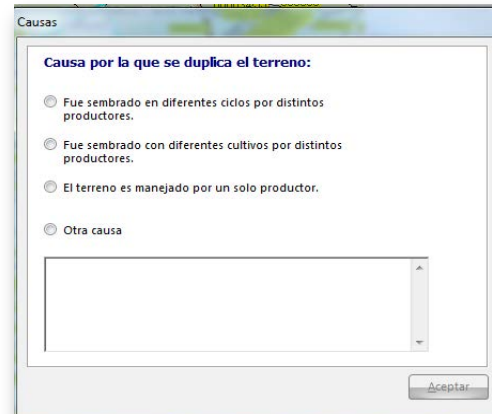 Causas
Causa por la que se duplica el terreno:
Fue sembrado en diferentes ciclos por distintos
productores.
Fue sembrado con diferentes cultivos por distintos
productores.
El terreno es manejado por un solo productor.
Otra causa
Aceptar